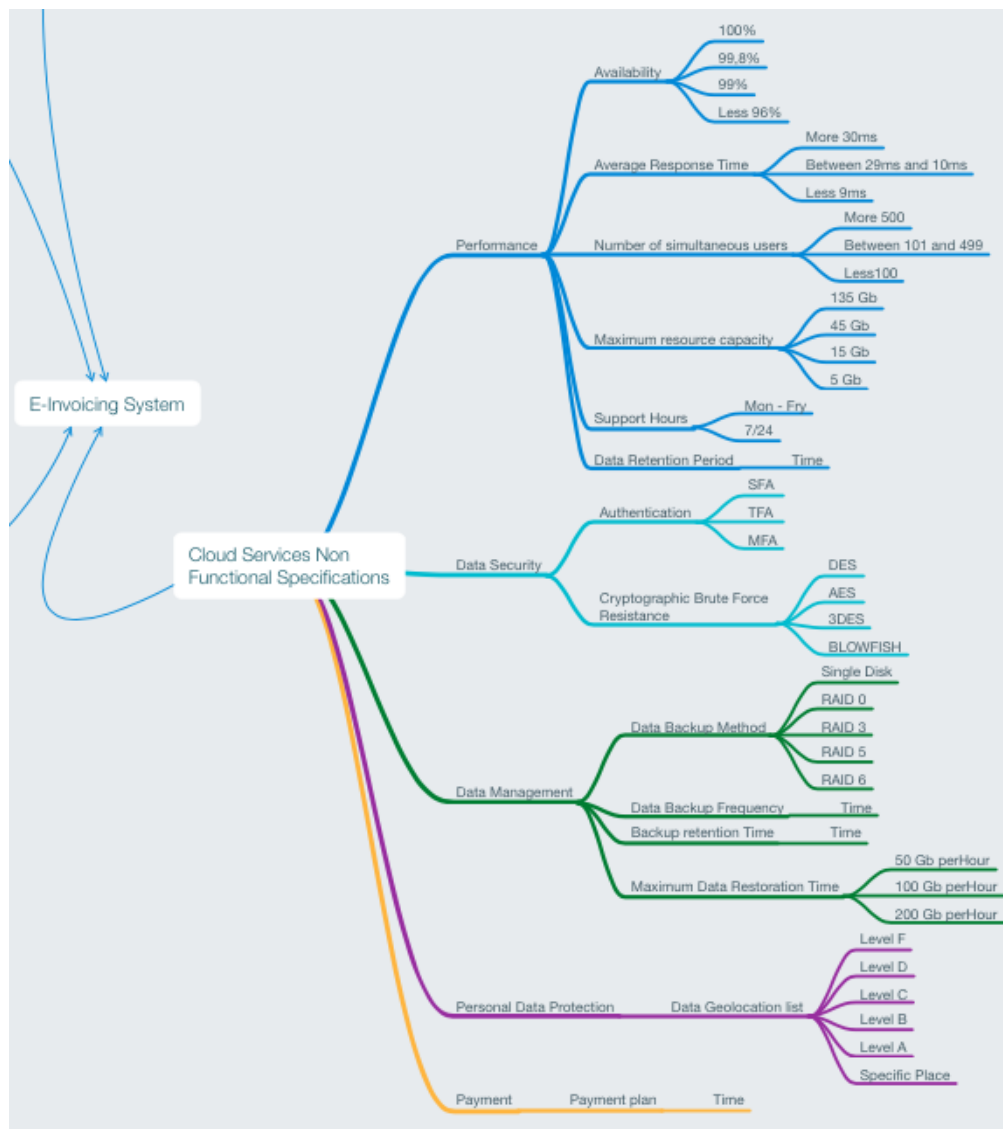 100%
99,8%
Availability
99%
Less 96%
More 30ms
Average Response Time
Between 29ms and 10ms
Less 9ms
More 500
Performance
Number of simultaneous users
Between 101 and 499
Less100
135 Gb
45 Gb
Maximum resource capacity
15 Gb
5 Gb
E-Invoicing System
Mon - Fry
Support Hours
7/24
Data Retention Period
Time
SFA
Authentication
TFA
MFA
Cloud Services Non
Functional Specifications
Data Security
DES
Cryptographic Brute Force
Resistance
AES
3DES
BLOWFISH
Single Disk
RAID 0
Data Backup Method
RAID 3
RAID 5
RAID 6
Data Management
Data Backup Frequency
Time
Backup retention Time
Time
50 Gb perHour
Maximum Data Restoration Time
100 Gb perHour
200 Gb perHour
Level F
Level D
Level C
Personal Data Protection
Data Geolocation list
Level B
Level A
Specific Place
Payment
Payment plan
Time